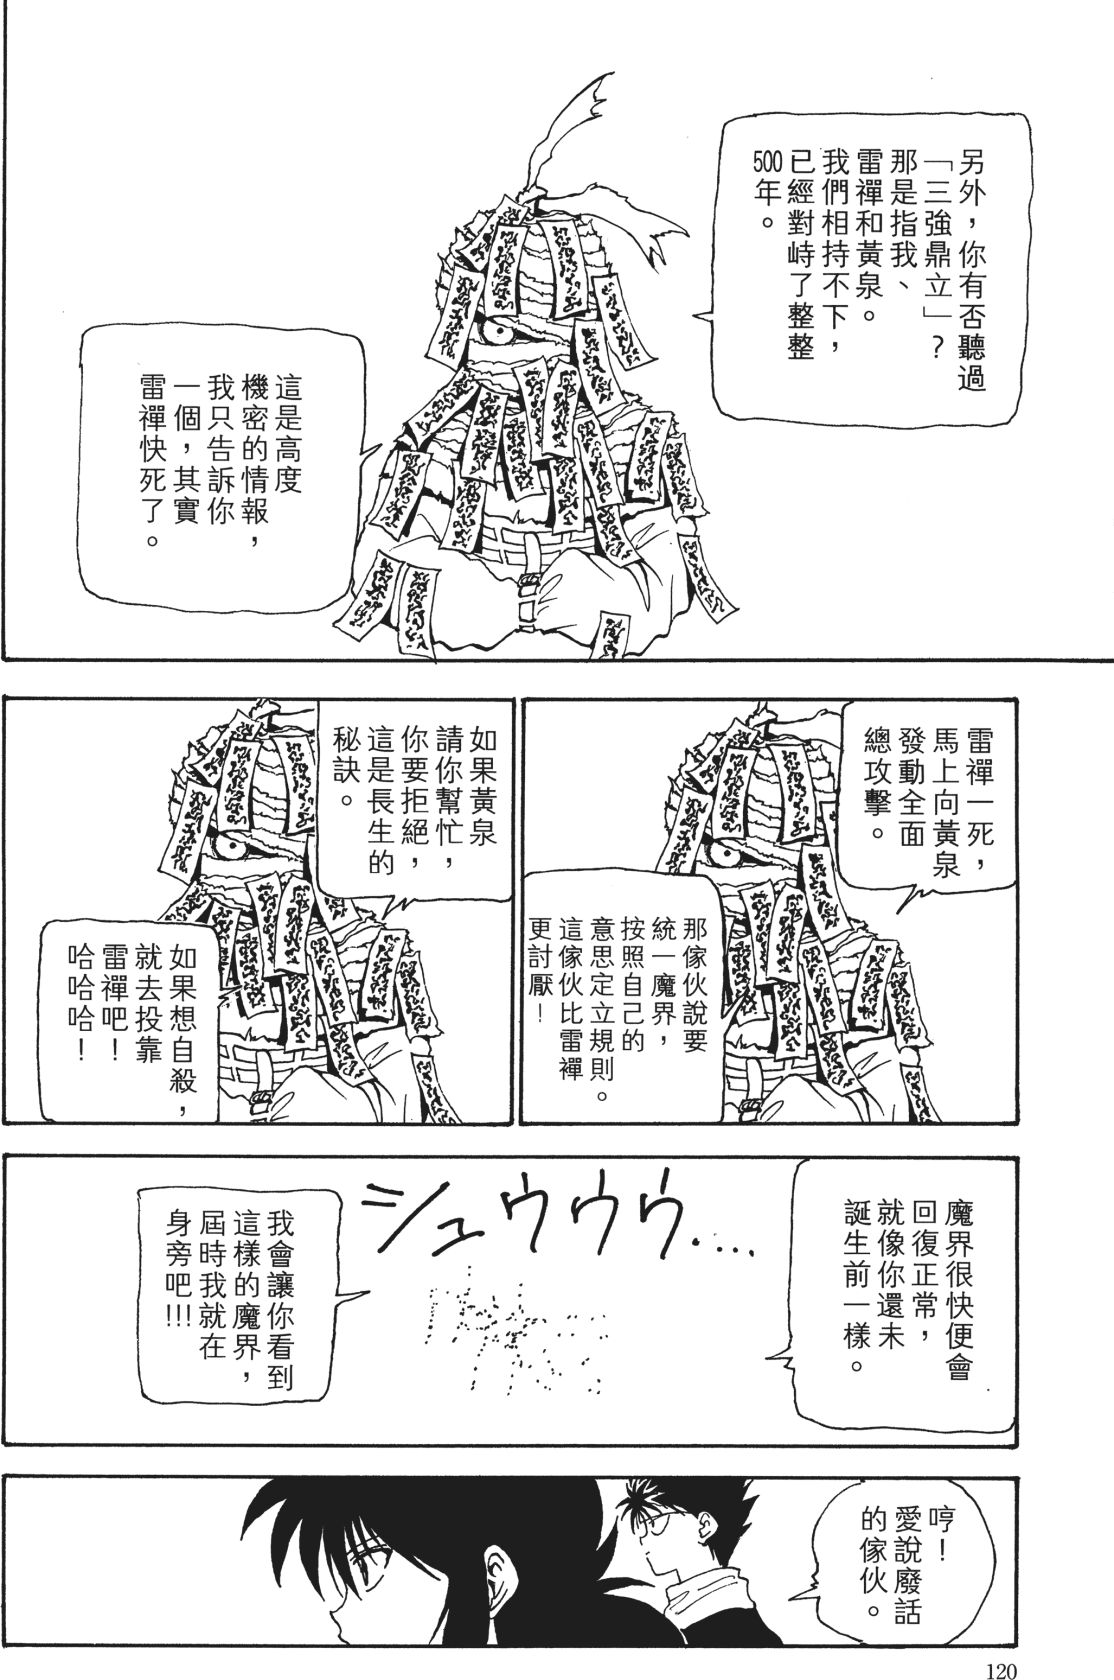 另外，你有否聽過
「三強鼎立」？
那是指我、
雷禪和黃泉。
我們相持不下，
已經對峙了整整
500年。
這是高度
機密的情報，
我只告訴你
一個，其實
雷禪快死了。
雷禪一死，
馬上向黃泉
發動全面
總攻擊。
那傢伙說要
統一魔界，
按照自己的
意思定立規則。
這傢伙比雷禪
更討厭！
如果黃泉
請你幫忙，
你要拒絕，
這是長生的
秘訣。
如果想自殺，
就去投靠
雷禪吧！
哈哈哈！
魔界很快便會
回復正常，
就像你還未
誕生前一樣。
シュウウウ....
我會讓你看到
這樣的魔界，
屆時我就在
身旁吧!!!
哼！
愛說廢話
的傢伙。
120